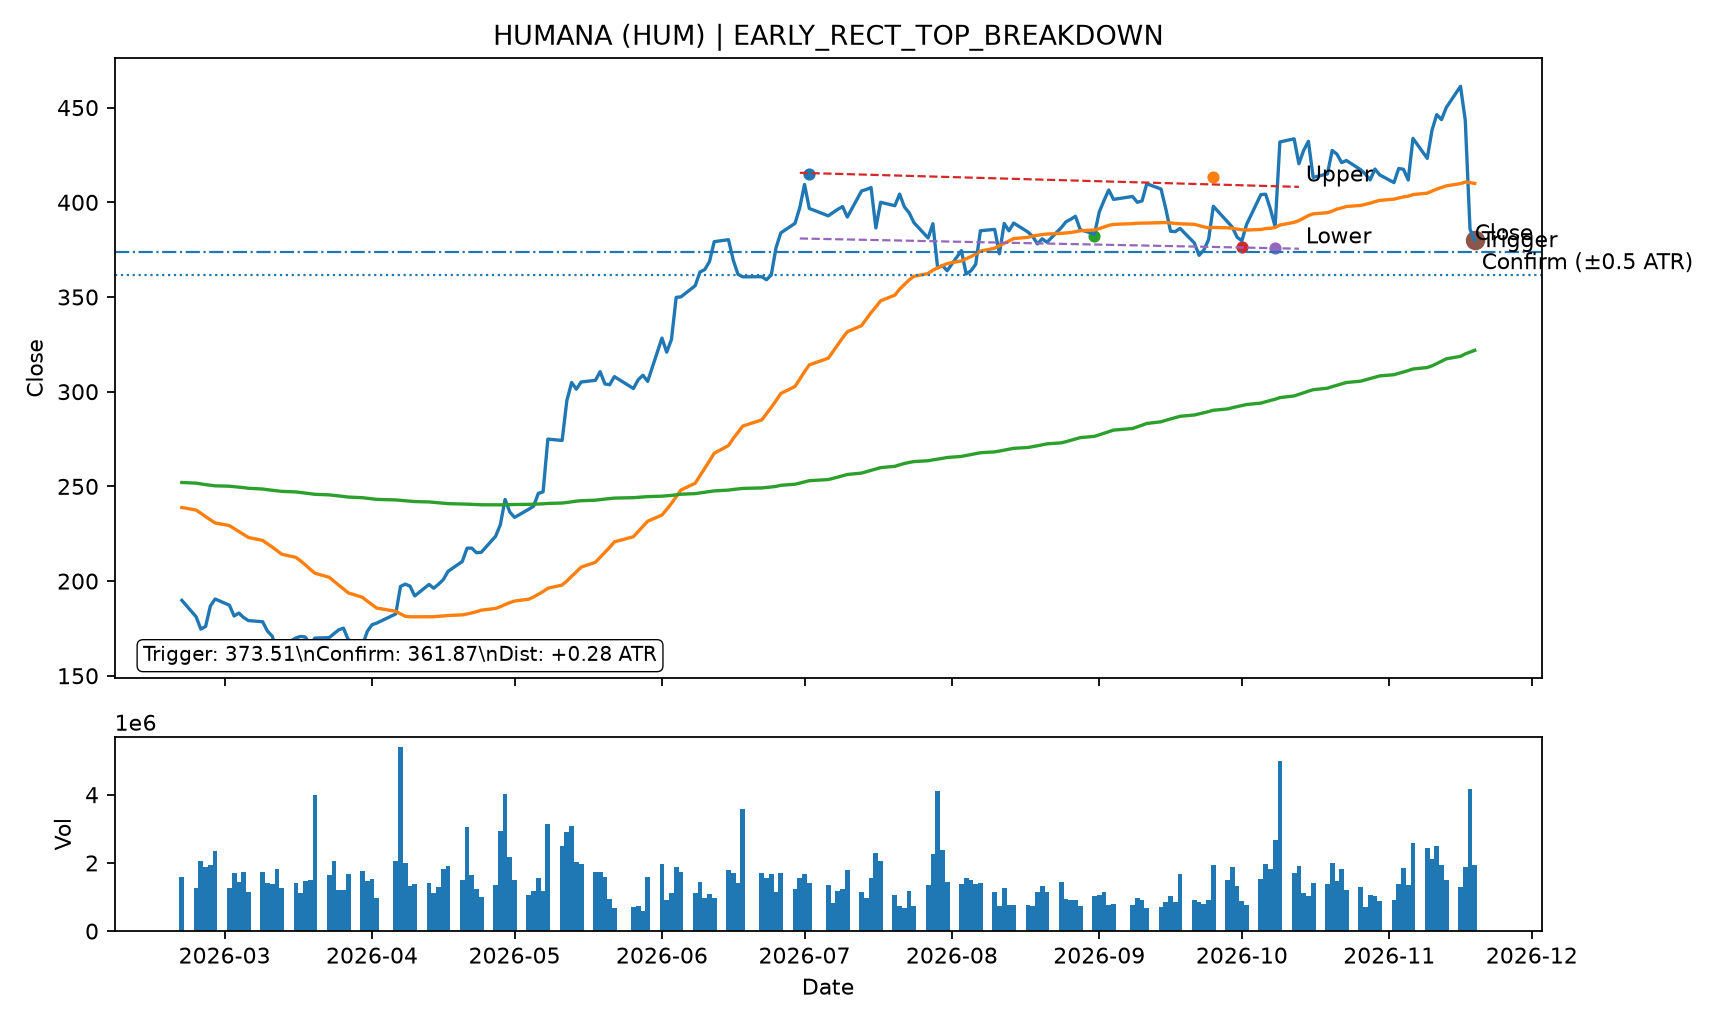 HUMANA (HUM) | EARLY_RECT_TOP_BREAKDOWN
Close
450
400
350
300
250
200
150
Upper
Lower
Close
Trigger
Confirm (±0.5 ATR)
Trigger: 373.51\nConfirm: 361.87\nDist: +0.28 ATR
1e6
Vol
4
2
0
2026-03 2026-04 2026-05 2026-06 2026-07 2026-08 2026-09 2026-10 2026-11 2026-12
Date